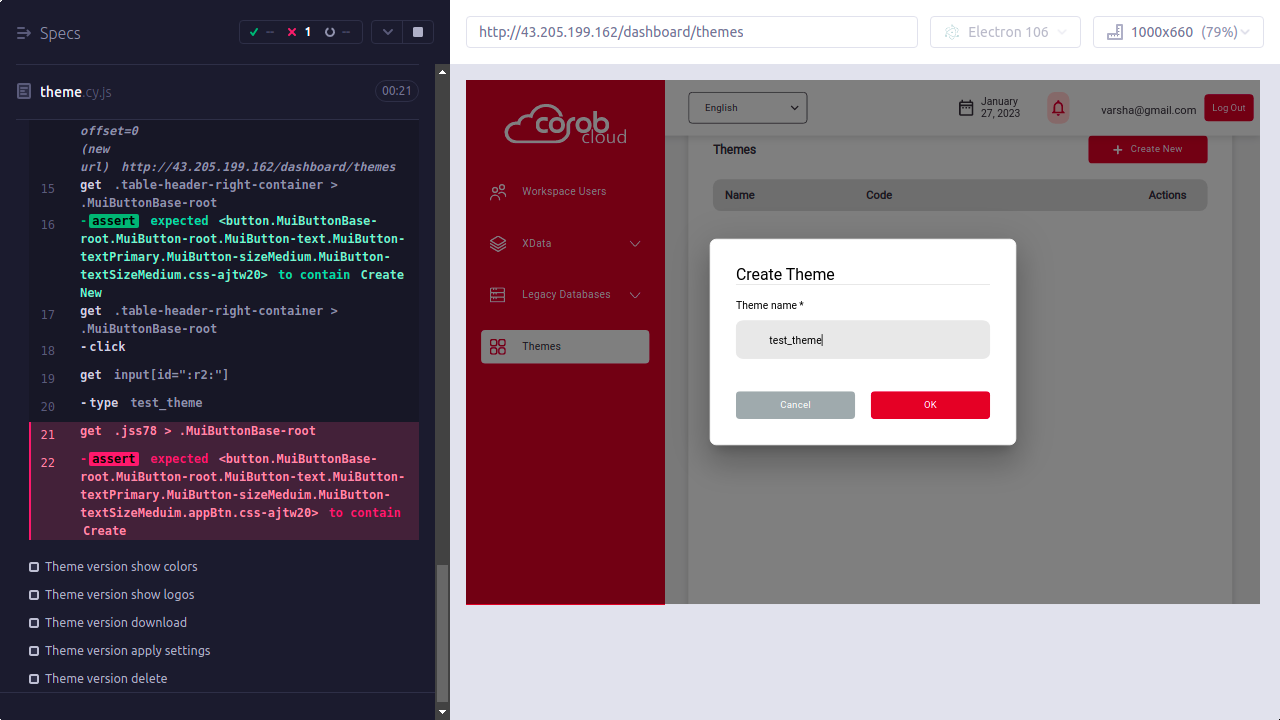 Specs
-- 1 --
theme.cy.js 00:21
offset=0
(new
url) http://43.205.199.162/dashboard/themes
15 get .table-header-right-container >
.MuiButtonBase-root
16 -assert expected <button.MuiButtonBase-
root.MuiButton-root.MuiButton-text.MuiButton-
textPrimary.MuiButton-sizeMedium.MuiButton-
textSizeMedium.css-ajtw20> to contain Create
New
17 get .table-header-right-container >
.MuiButtonBase-root
18 -click
19 get input[id=":r2:"]
20 -type test_theme
21 get .jss78 > .MuiButtonBase-root
22 -assert expected <button.MuiButtonBase-
root.MuiButton-root.MuiButton-text.MuiButton-
textPrimary.MuiButton-sizeMeduim.MuiButton-
textSizeMeduim.appBtn.css-ajtw20> to contain
Create
Theme version show colors
Theme version show logos
Theme version download
Theme version apply settings
Theme version delete
http://43.205.199.162/dashboard/themes
Electron 106
1000x660 (79%)
corob
cloud
Workspace Users
XData
Legacy Databases
Themes
English
January
27, 2023
varsha@gmail.com
Log Out
Themes
+ Create New
Name Code Actions
Create Theme
Theme name *
test_theme
Cancel OK